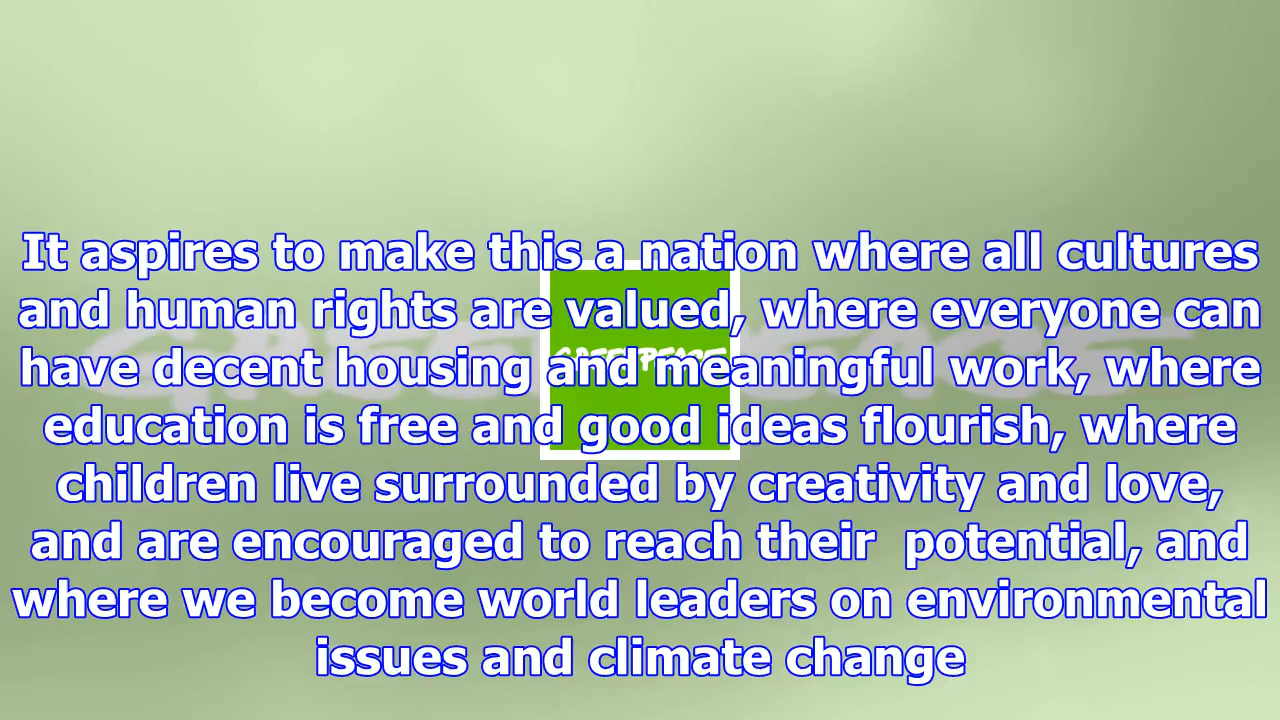 It aspires to make this a nation where all cultures
and human rights are valued, where everyone can
have decent housing and meaningful work, where
education is free and good ideas flourish, where
children live surrounded by creativity and love,
and are encouraged to reach their  potential, and
where we become world leaders on environmental
issues and climate change
GREENPEACE